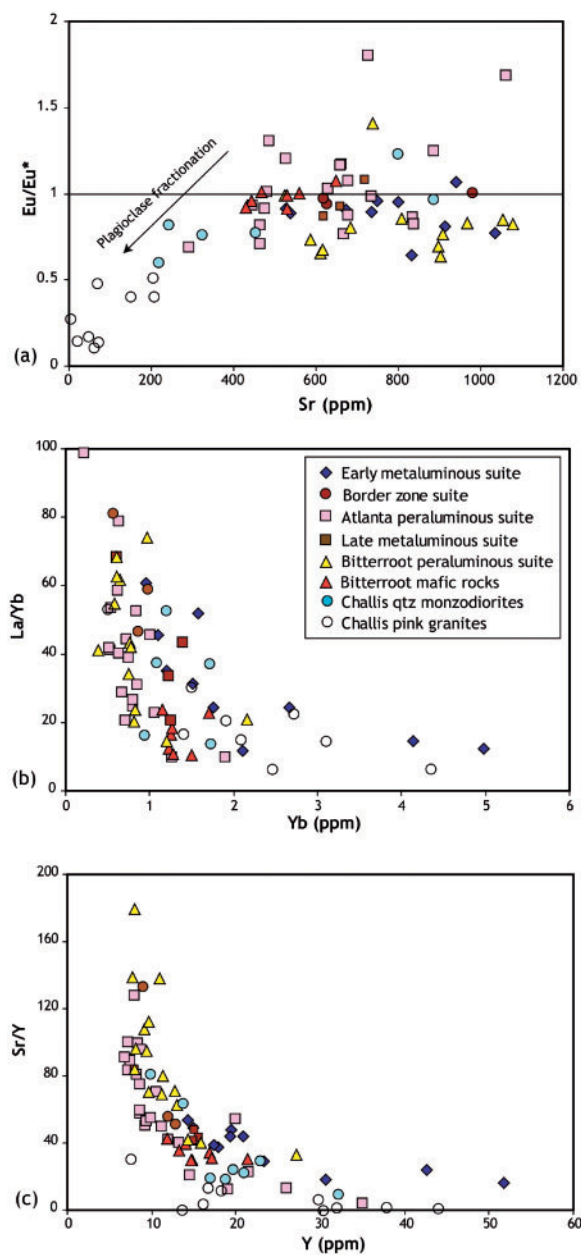 2
1.5
1
0.5
0
Eu/Eu*
Plagioclase fractionation
(a)
0 200 400 600 800 1000 1200
Sr (ppm)
100
80
60
40
20
0
La/Yb
Early metaluminous suite
Border zone suite
Atlanta peraluminous suite
Late metaluminous suite
Bitterroot peraluminous suite
Bitterroot mafic rocks
Challis qtz monzodiorites
Challis pink granites
(b)
0 1 2 3 4 5 6
Yb (ppm)
200
160
120
80
40
0
Sr/Y
(c)
0 10 20 30 40 50 60
Y (ppm)